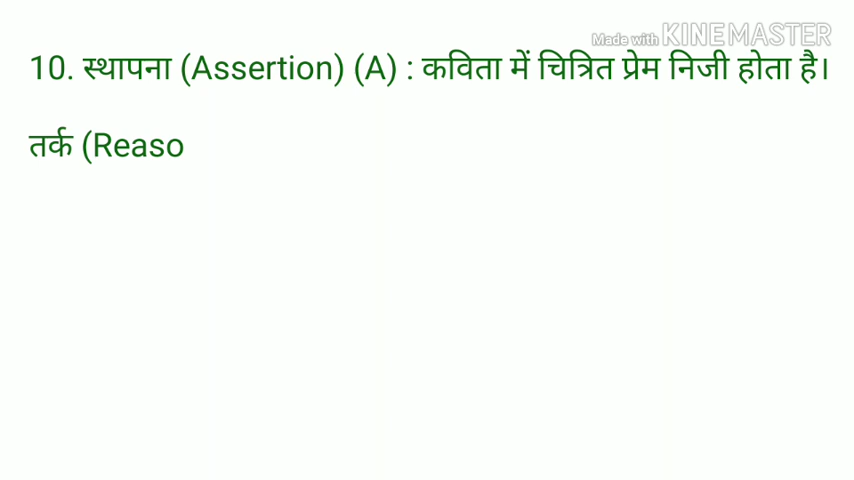 Made with KINEMASTER
10. स्थापना (Assertion) (A) : कविता में चित्रित प्रेम निजी होता है।
तर्क (Reaso